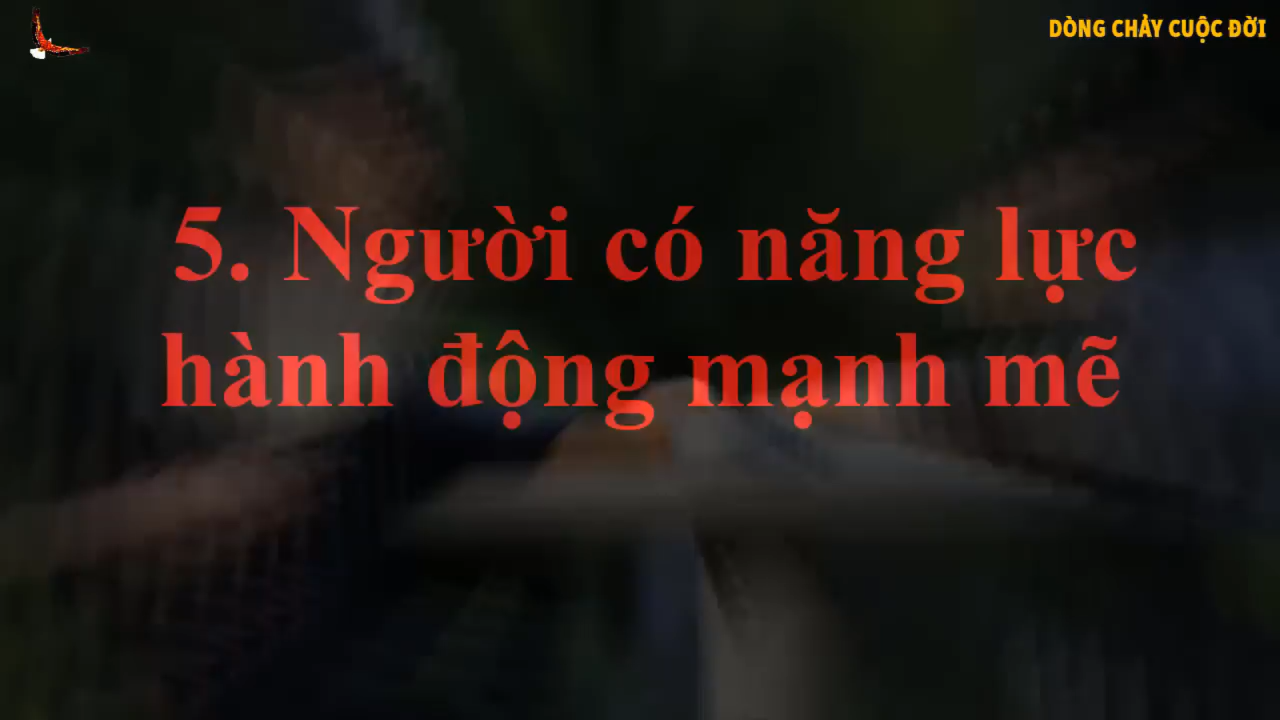 DÒNG CHẢY CUỘC ĐỜI
5. Người có năng lực
hành động mạnh mẽ